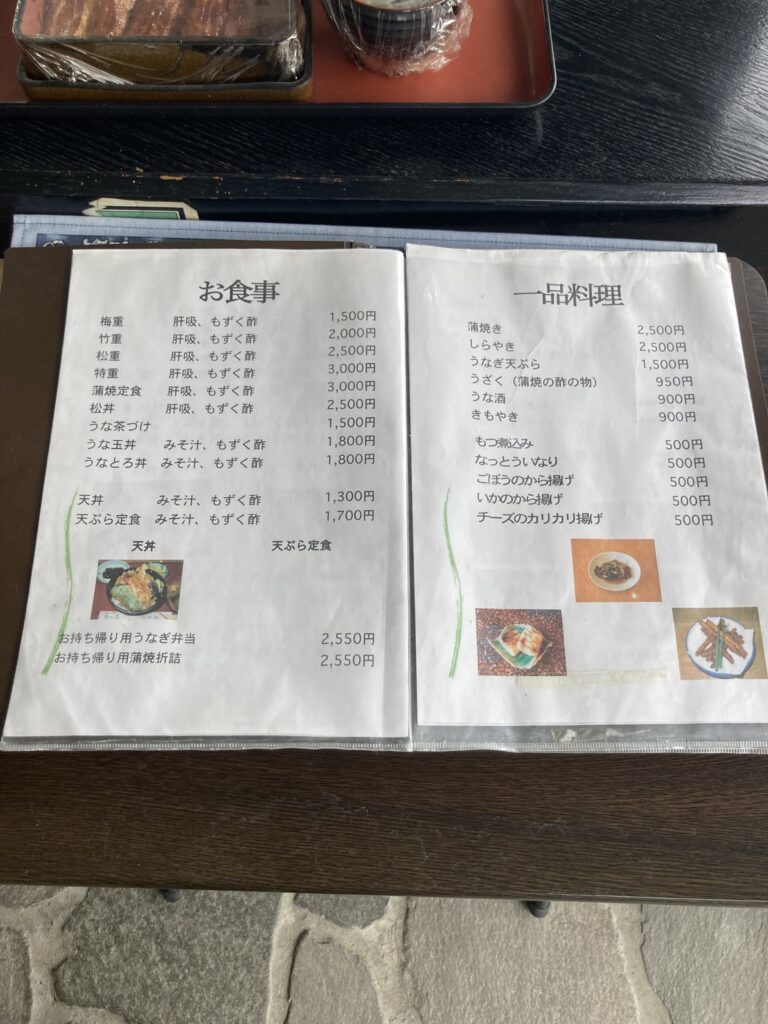 お食事
梅重 肝吸、もずく酢 1,500円
竹重 肝吸、もずく酢 2,000円
松重 肝吸、もずく酢 2,500円
特重 肝吸、もずく酢 3,000円
蒲焼定食 肝吸、もずく酢 3,000円
松丼 肝吸、もずく酢 2,500円
うな茶づけ 1,500円
うな玉丼 みそ汁、もずく酢 1,800円
うなとろ丼 みそ汁、もずく酢 1,800円
天丼 みそ汁、もずく酢 1,300円
天ぷら定食 みそ汁、もずく酢 1,700円
天丼 天ぷら定食
お持ち帰り用うなぎ弁当 2,550円
お持ち帰り用蒲焼折詰 2,550円
一品料理
蒲焼き 2,500円
しらやき 2,500円
うなぎ天ぷら 1,500円
うざく（蒲焼の酢の物） 950円
うな酒 900円
きもやき 900円
もつ煮込み 500円
なっとういなり 500円
ごぼうのから揚げ 500円
いかのから揚げ 500円
チーズのカリカリ揚げ 500円